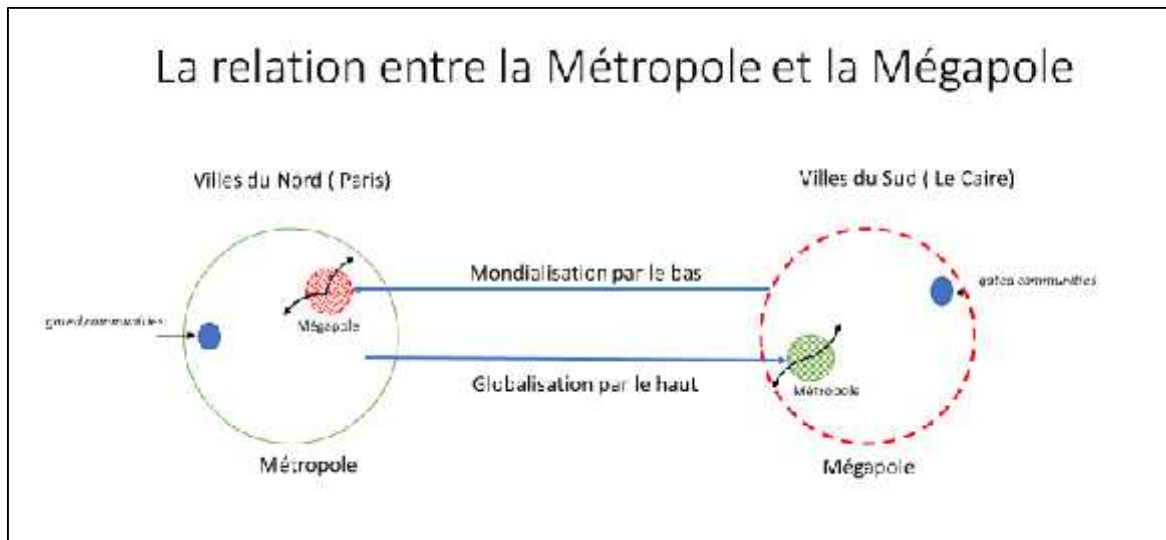 La relation entre la Métropole et la Mégapole
Villes du Nord ( Paris)
Villes du Sud ( Le Caire)
Mondialisation par le bas
gated communities
gated communities
Mégapole
Globalisation par le haut
Métropole
Métropole
Mégapole